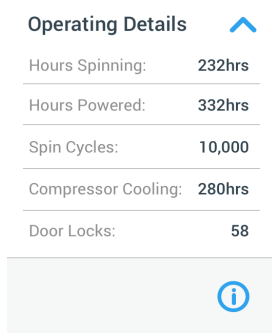 Operating Details
Hours Spinning: 232hrs
Hours Powered: 332hrs
Spin Cycles: 10,000
Compressor Cooling: 280hrs
Door Locks: 58